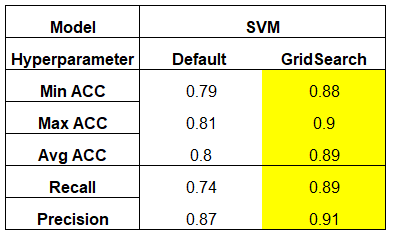 Model SVM
Hyperparameter Default GridSearch
Min ACC 0.79 0.88
Max ACC 0.81 0.9
Avg ACC 0.8 0.89
Recall 0.74 0.89
Precision 0.87 0.91